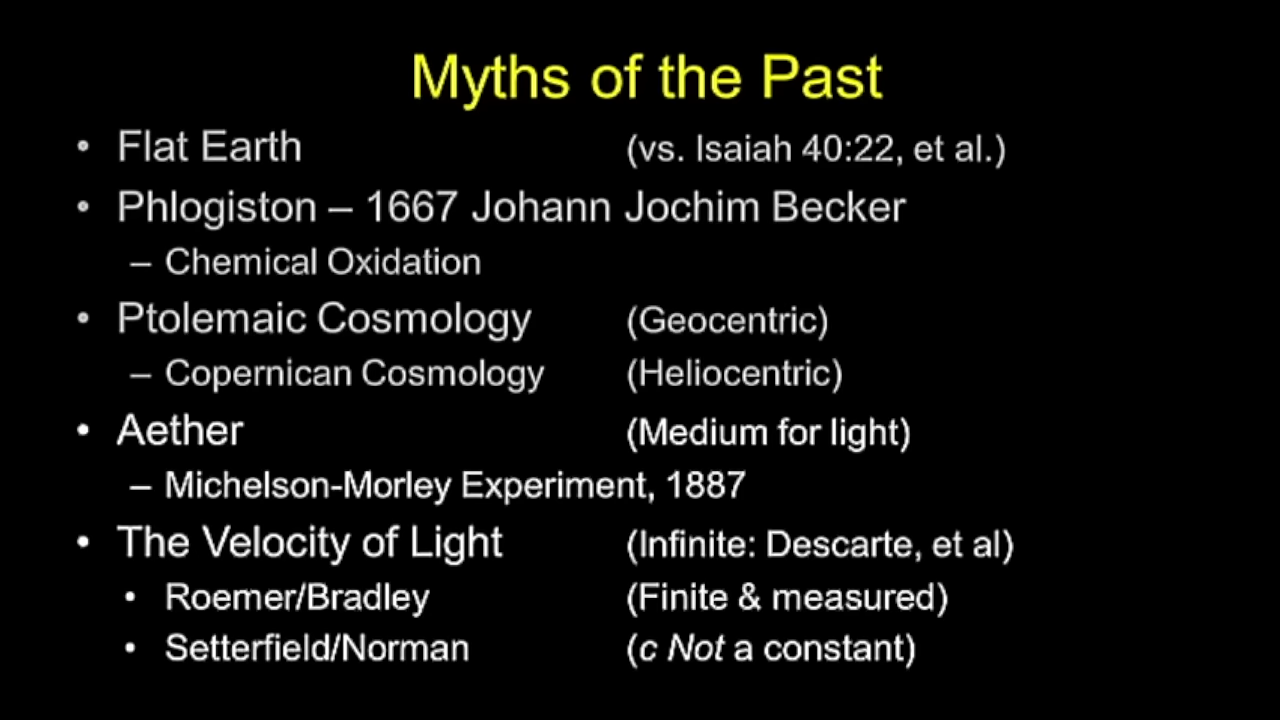 Myths of the Past
• Flat Earth (vs. Isaiah 40:22, et al.)
• Phlogiston – 1667 Johann Jochim Becker
– Chemical Oxidation
• Ptolemaic Cosmology (Geocentric)
– Copernican Cosmology (Heliocentric)
• Aether (Medium for light)
– Michelson-Morley Experiment, 1887
• The Velocity of Light (Infinite: Descarte, et al)
• Roemer/Bradley (Finite & measured)
• Setterfield/Norman (c Not a constant)